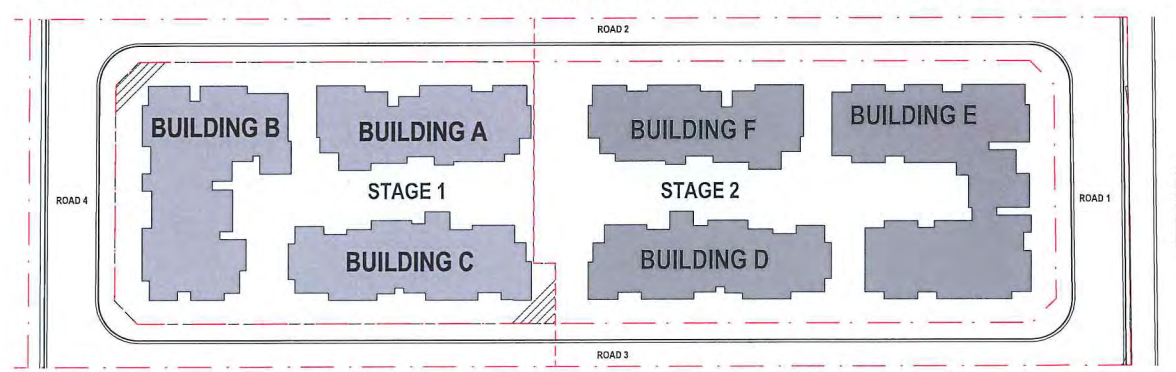 ROAD 2
BUILDING B
BUILDING A
BUILDING F
BUILDING E
STAGE 1
STAGE 2
ROAD 4
ROAD 1
BUILDING C
BUILDING D
ROAD 3